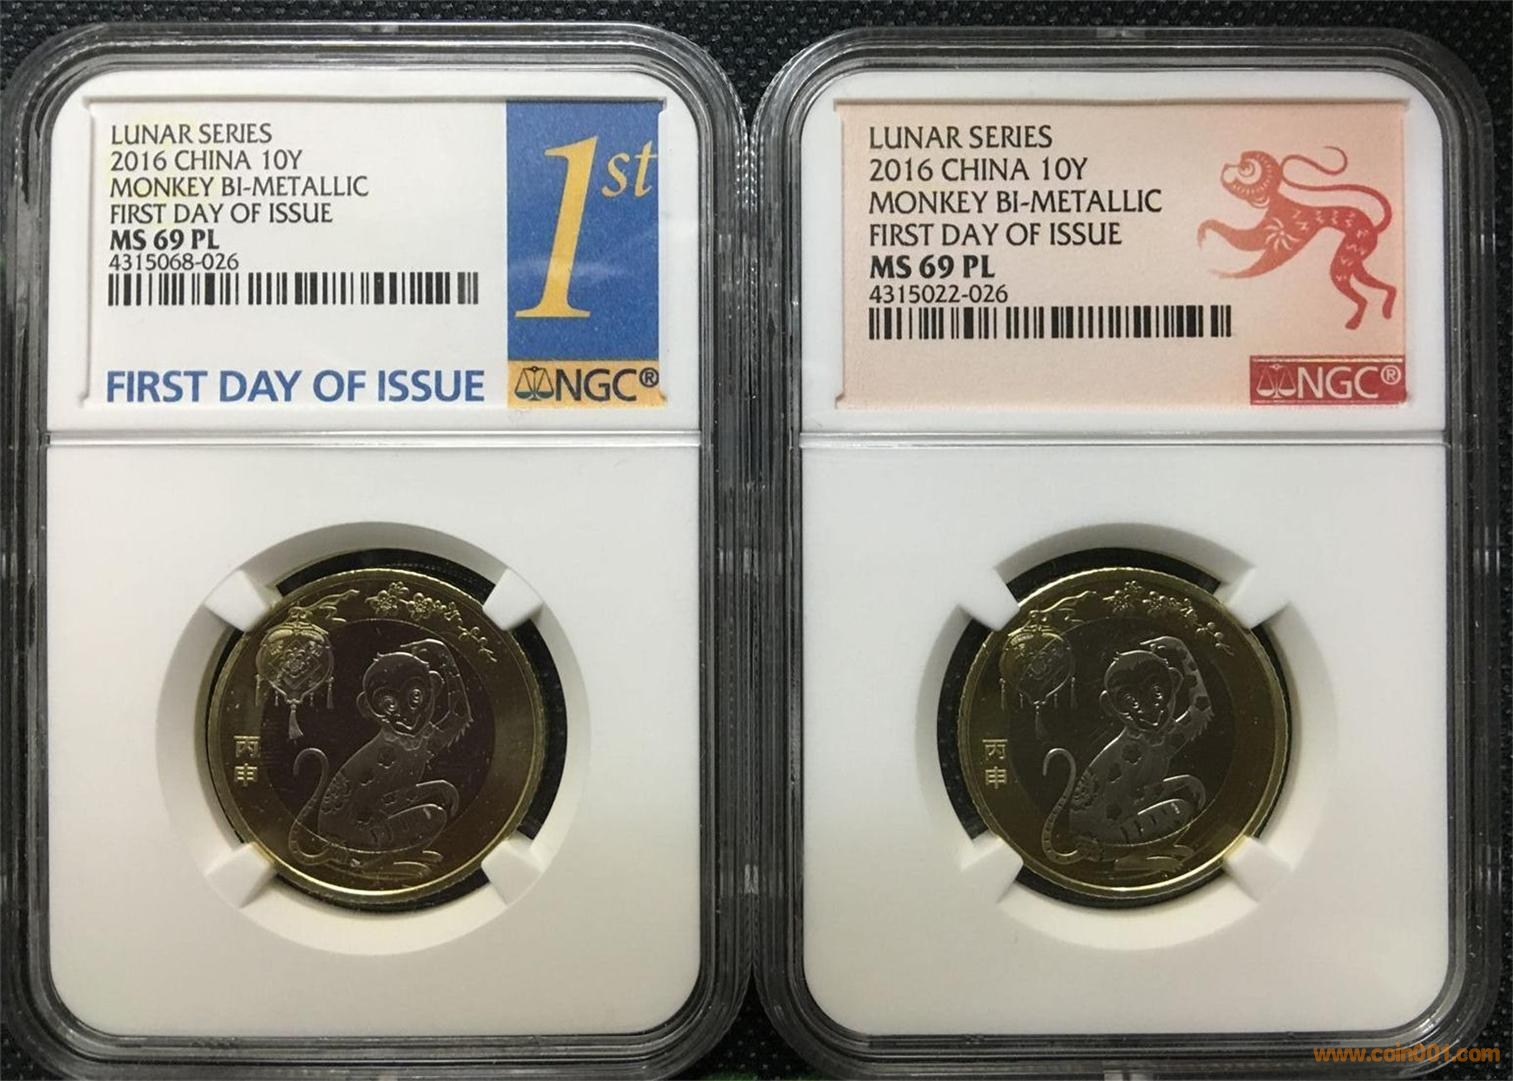 LUNAR SERIES
2016 CHINA 10Y
MONKEY BI-METALLIC
FIRST DAY OF ISSUE
MS 69 PL
4315068-026
1st
FIRST DAY OF ISSUE
NGC®
丙
申
LUNAR SERIES
2016 CHINA 10Y
MONKEY BI-METALLIC
FIRST DAY OF ISSUE
MS 69 PL
4315022-026
NGC®
丙
申
www.coin001.com